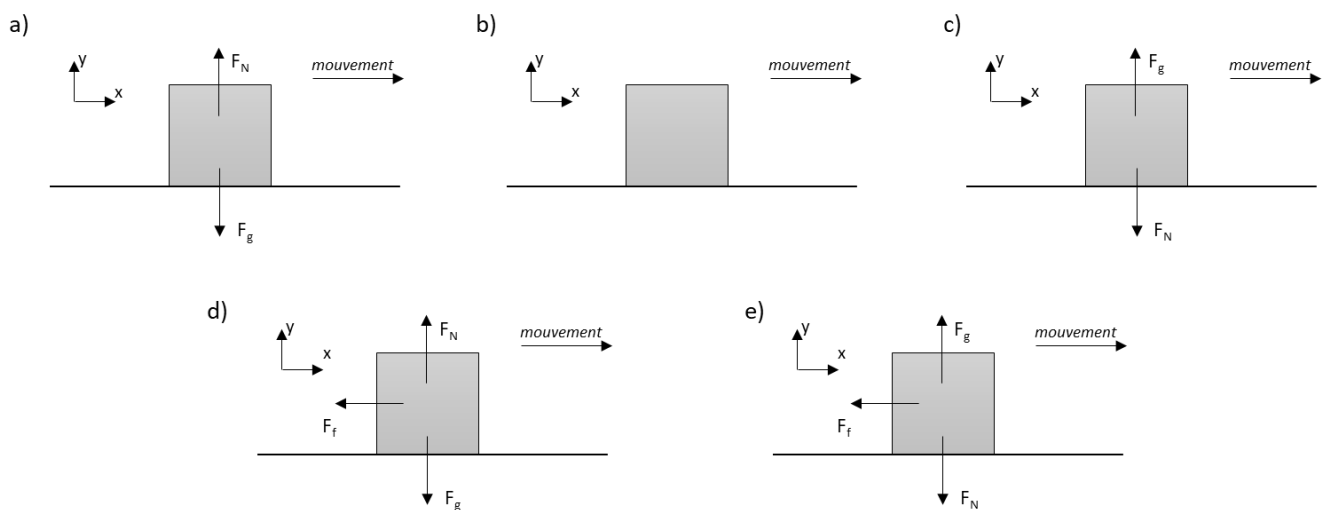 a)
y
x
F_N
mouvement
F_g
b)
y
x
mouvement
c)
y
x
F_g
mouvement
F_N
d)
y
x
F_N
mouvement
F_f
F_g
e)
y
x
F_g
mouvement
F_f
F_N